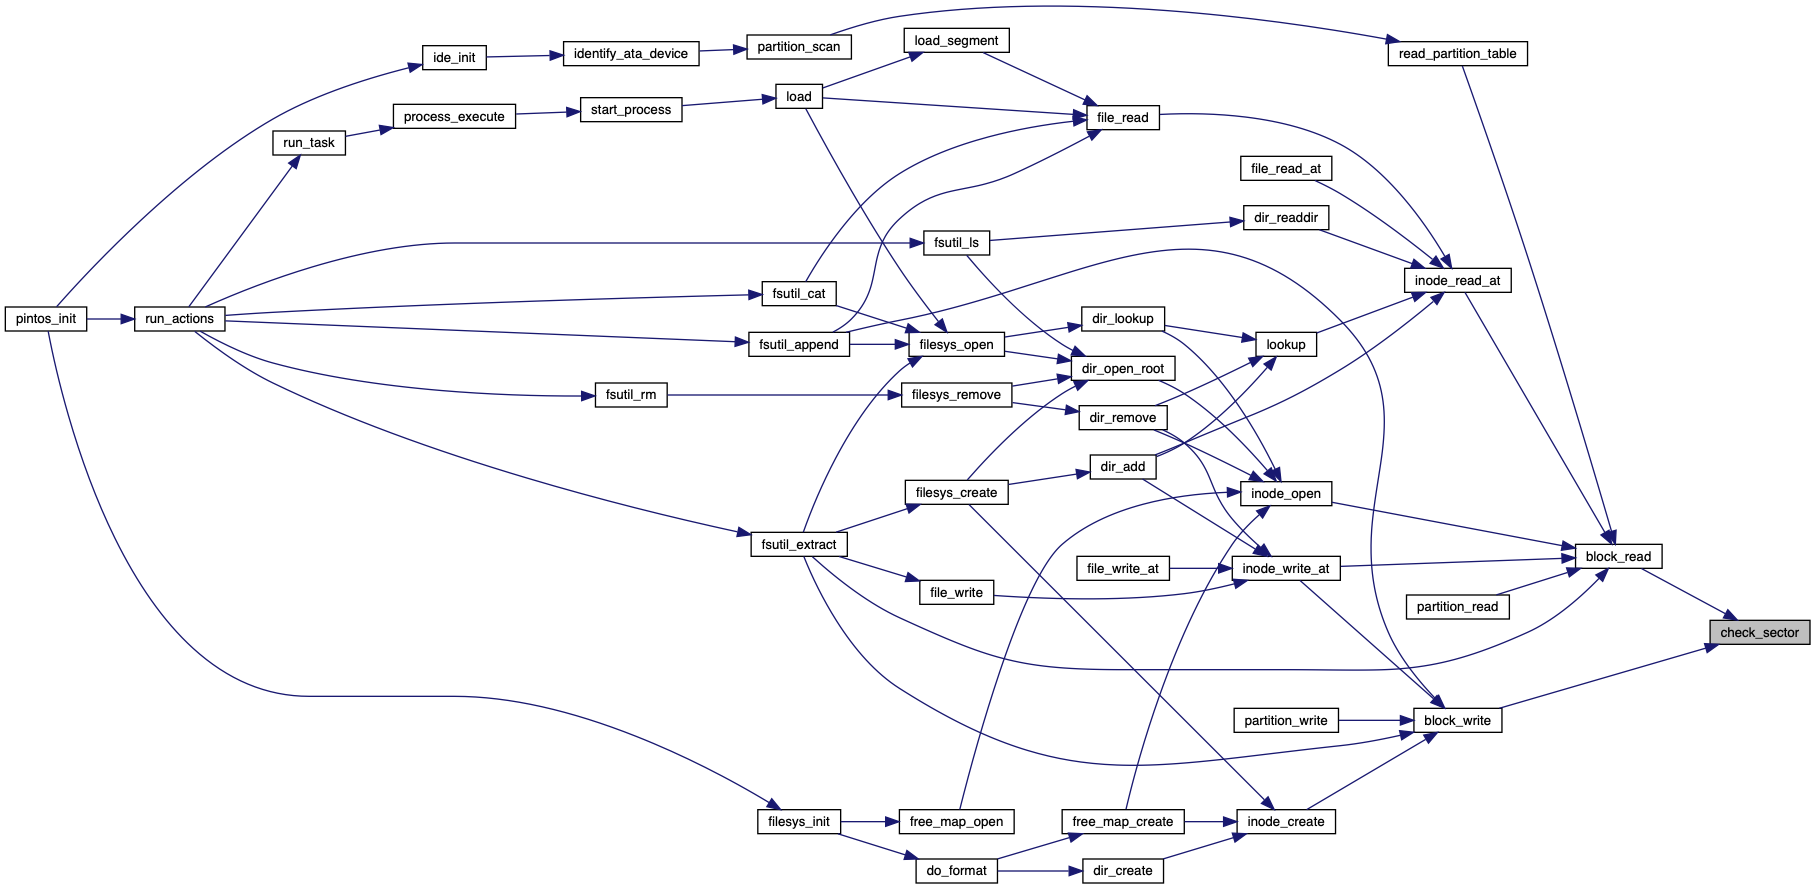 partition_scan
load_segment
ide_init
identify_ata_device
read_partition_table
load
start_process
process_execute
file_read
run_task
file_read_at
dir_readdir
fsutil_ls
inode_read_at
fsutil_cat
pintos_init
run_actions
dir_lookup
fsutil_append
filesys_open
lookup
dir_open_root
fsutil_rm
filesys_remove
dir_remove
dir_add
filesys_create
inode_open
fsutil_extract
block_read
file_write_at
inode_write_at
file_write
partition_read
check_sector
partition_write
block_write
filesys_init
free_map_open
free_map_create
inode_create
do_format
dir_create